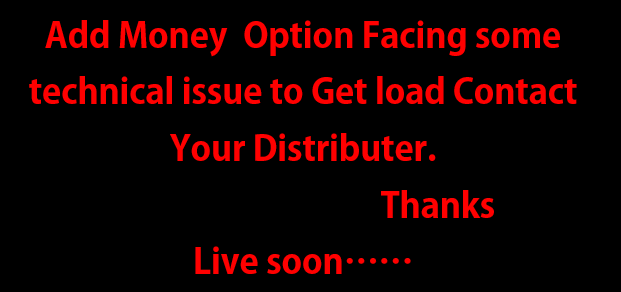 Add Money  Option Facing some
technical issue to Get load Contact
Your Distributer.
Thanks
Live soon······